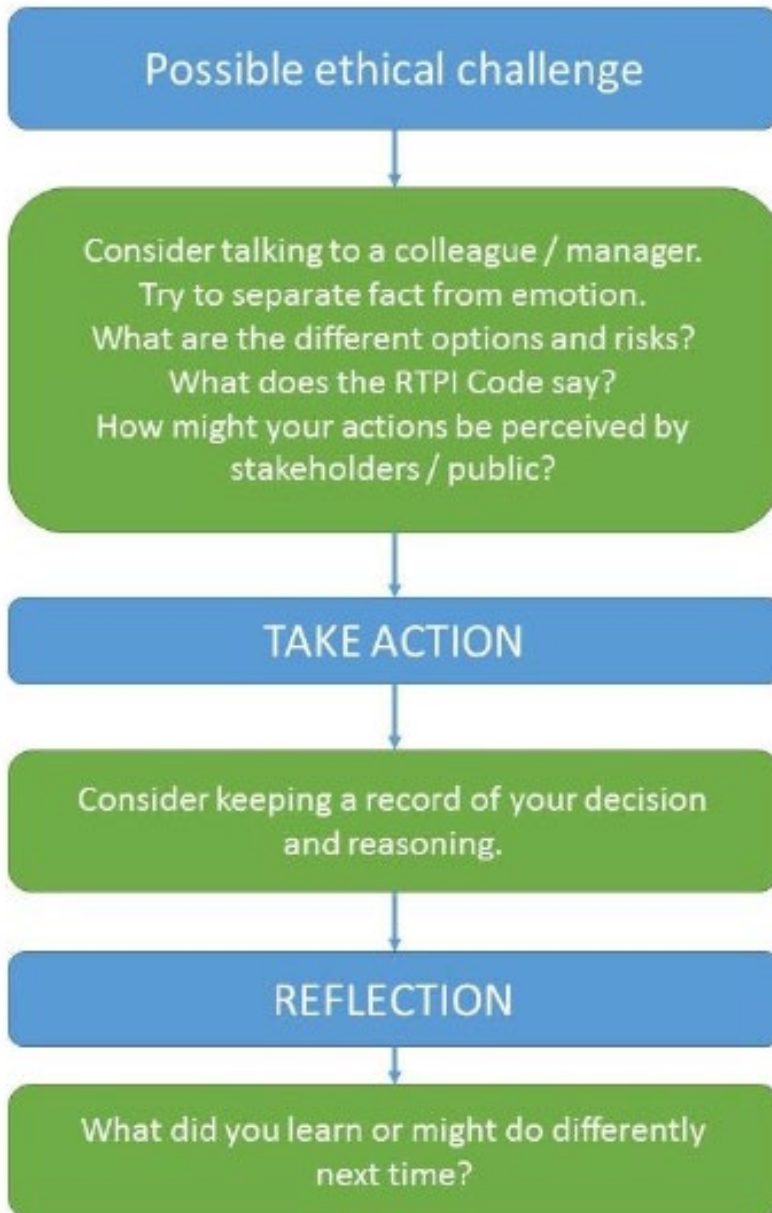 Possible ethical challenge
Consider talking to a colleague / manager.
Try to separate fact from emotion.
What are the different options and risks?
What does the RTPI Code say?
How might your actions be perceived by
stakeholders / public?
TAKE ACTION
Consider keeping a record of your decision
and reasoning.
REFLECTION
What did you learn or might do differently
next time?